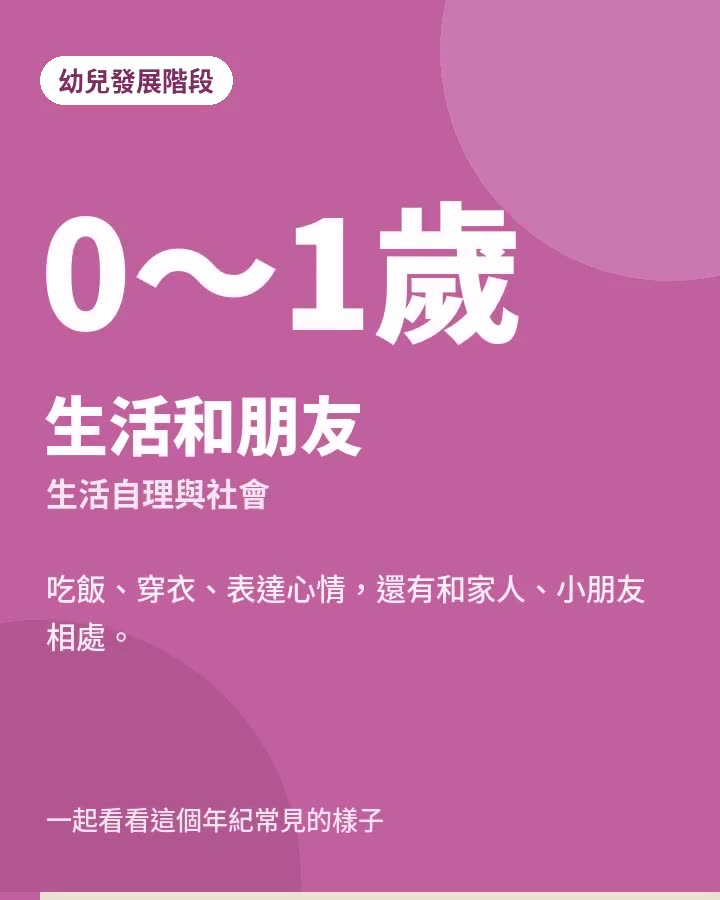 幼兒發展階段
0～1歲
生活和朋友
生活自理與社會
吃飯、穿衣、表達心情，還有和家人、小朋友
相處。
一起看看這個年紀常見的樣子